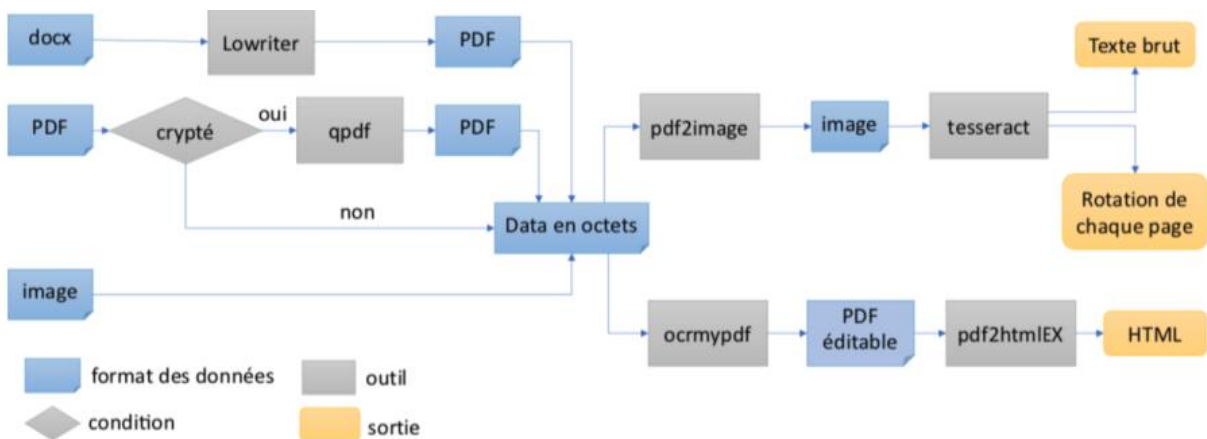 docx
Lowriter
PDF
Texte brut
PDF
crypté
oui
qpdf
PDF
pdf2image
image
tesseract
non
Data en octets
Rotation de
chaque page
image
ocrmypdf
PDF
éditable
pdf2htmlEX
HTML
format des données
outil
condition
sortie